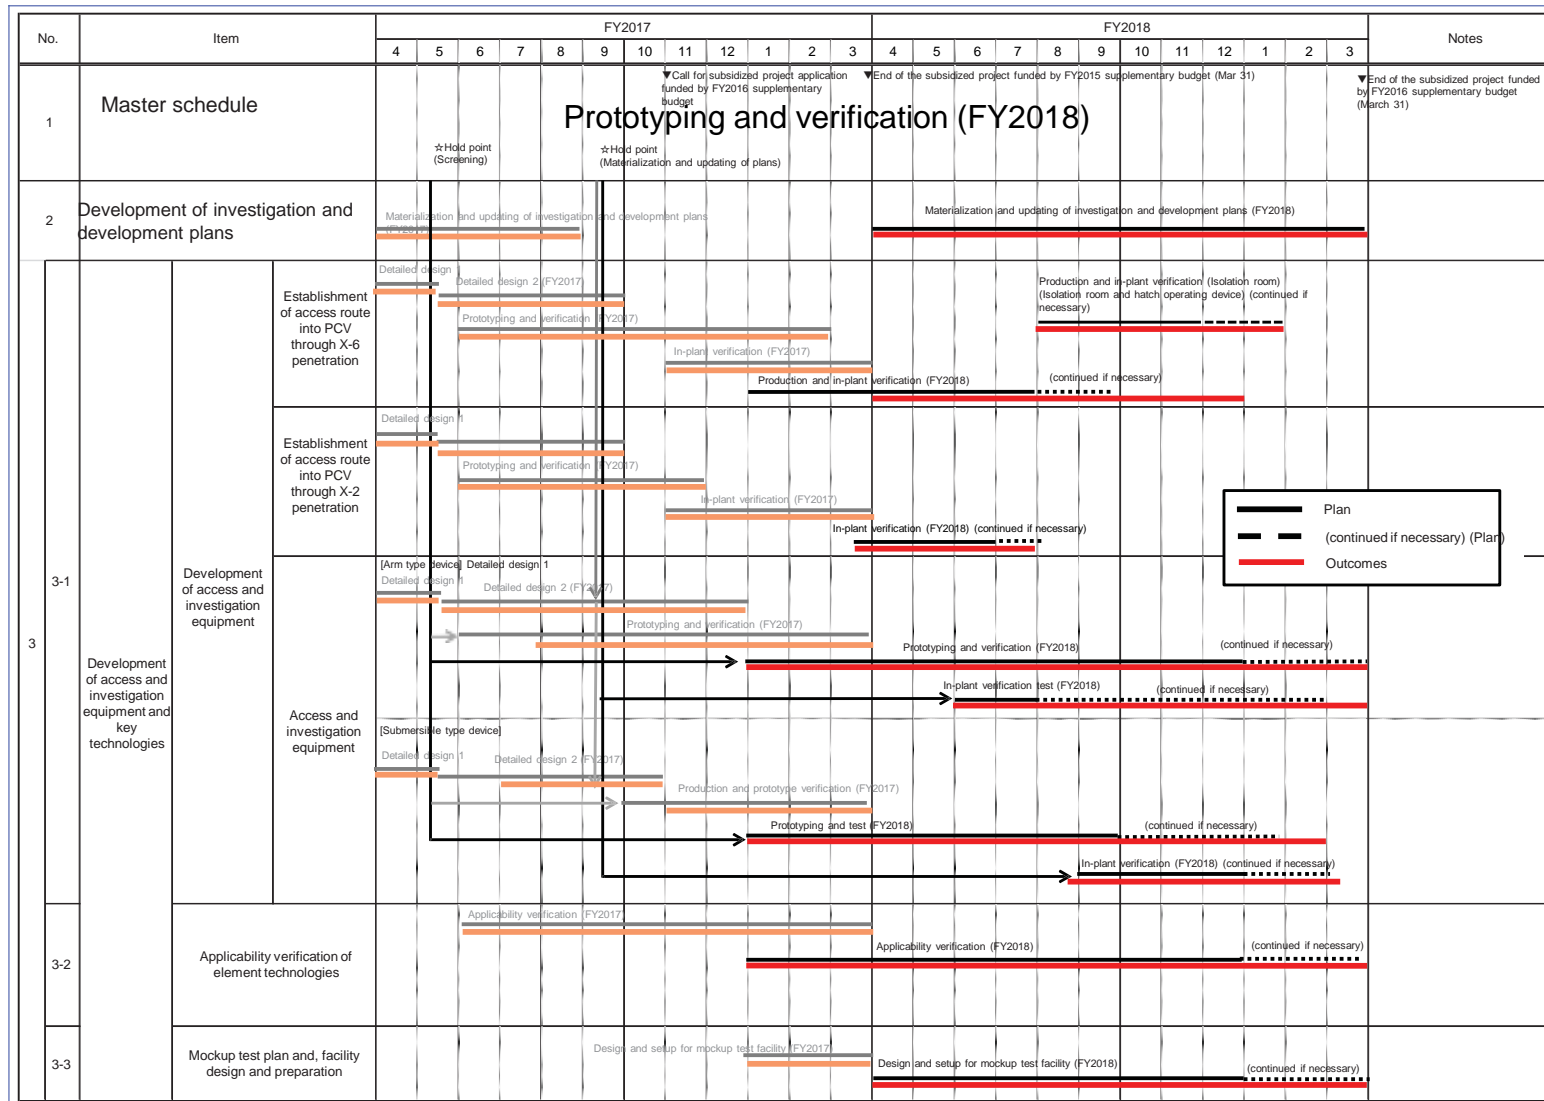 No.
Item
FY2017
FY2018
Notes
4 5 6 7 8 9 10 11 12 1 2 3 4 5 6 7 8 9 10 11 12 1 2 3
1
Master schedule
▼Call for subsidized project application
funded by FY2016 supplementary
budget
▼End of the subsidized project funded by FY2015 supplementary budget (Mar 31)
▼End of the subsidized project funded
by FY2016 supplementary budget
(March 31)
Prototyping and verification (FY2018)
☆Hold point
(Screening)
☆Hold point
(Materialization and updating of plans)
2
Development of investigation and
development plans
Materialization and updating of investigation and development plans
(FY2017)
Materialization and updating of investigation and development plans (FY2018)
3
3-1
Development
of access and
investigation
equipment and
key
technologies
Development
of access and
investigation
equipment
Establishment
of access route
into PCV
through X-6
penetration
Detailed design 1
Detailed design 2 (FY2017)
Prototyping and verification (FY2017)
In-plant verification (FY2017)
Production and in-plant verification (FY2018)
(continued if necessary)
Production and in-plant verification (Isolation room)
(Isolation room and hatch operating device) (continued if
necessary)
Establishment
of access route
into PCV
through X-2
penetration
Detailed design 1
Prototyping and verification (FY2017)
In-plant verification (FY2017)
In-plant verification (FY2018) (continued if necessary)
Plan
(continued if necessary) (Plan)
Outcomes
Access and
investigation
equipment
[Arm type device] Detailed design 1
Detailed design 1
Detailed design 2 (FY2017)
Prototyping and verification (FY2017)
Prototyping and verification (FY2018)
(continued if necessary)
In-plant verification test (FY2018)
(continued if necessary)
[Submersible type device]
Detailed design 1
Detailed design 2 (FY2017)
Production and prototype verification (FY2017)
Prototyping and test (FY2018)
(continued if necessary)
In-plant verification (FY2018) (continued if necessary)
3-2
Applicability verification of
element technologies
Applicability verification (FY2017)
Applicability verification (FY2018)
(continued if necessary)
3-3
Mockup test plan and, facility
design and preparation
Design and setup for mockup test facility (FY2017)
Design and setup for mockup test facility (FY2018)
(continued if necessary)